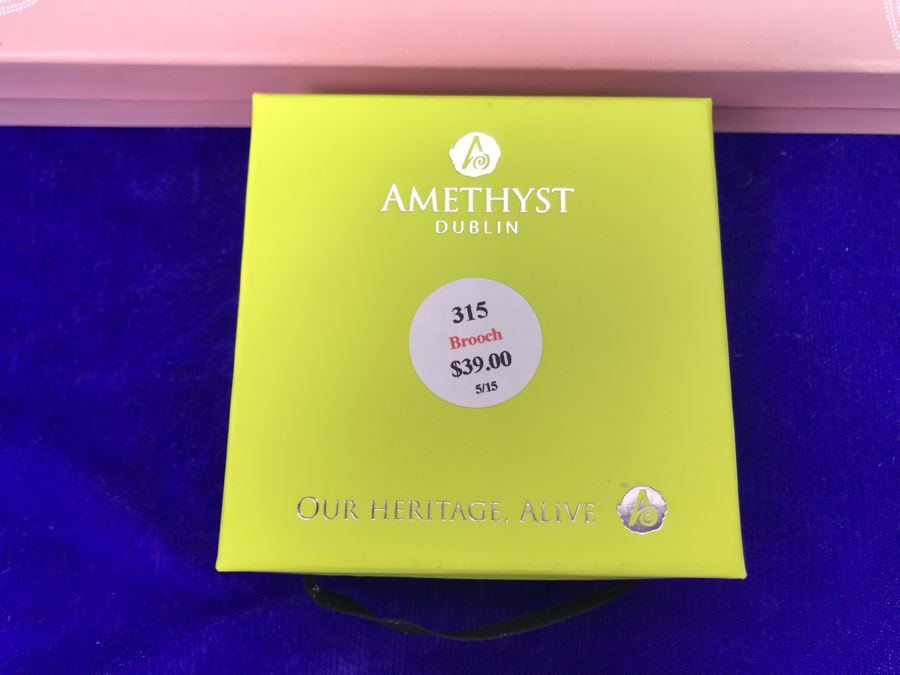 AMETHYST
DUBLIN
315
Brooch
$39.00
5/15
OUR HERITAGE, ALIVE